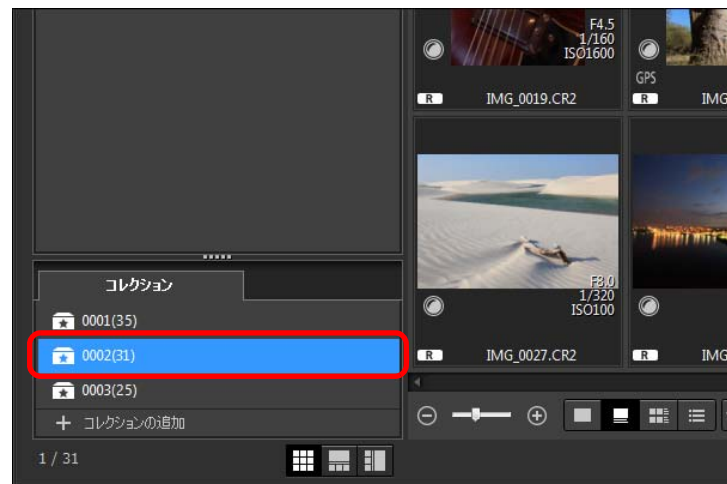 F4.5
1/160
ISO1600
GPS
R IMG_0019.CR2
R IMG
コレクション
0001(35)
0002(31)
0003(25)
+ コレクションの追加
1 / 31
F8.0
1/320
ISO100
R IMG_0027.CR2
R IMG